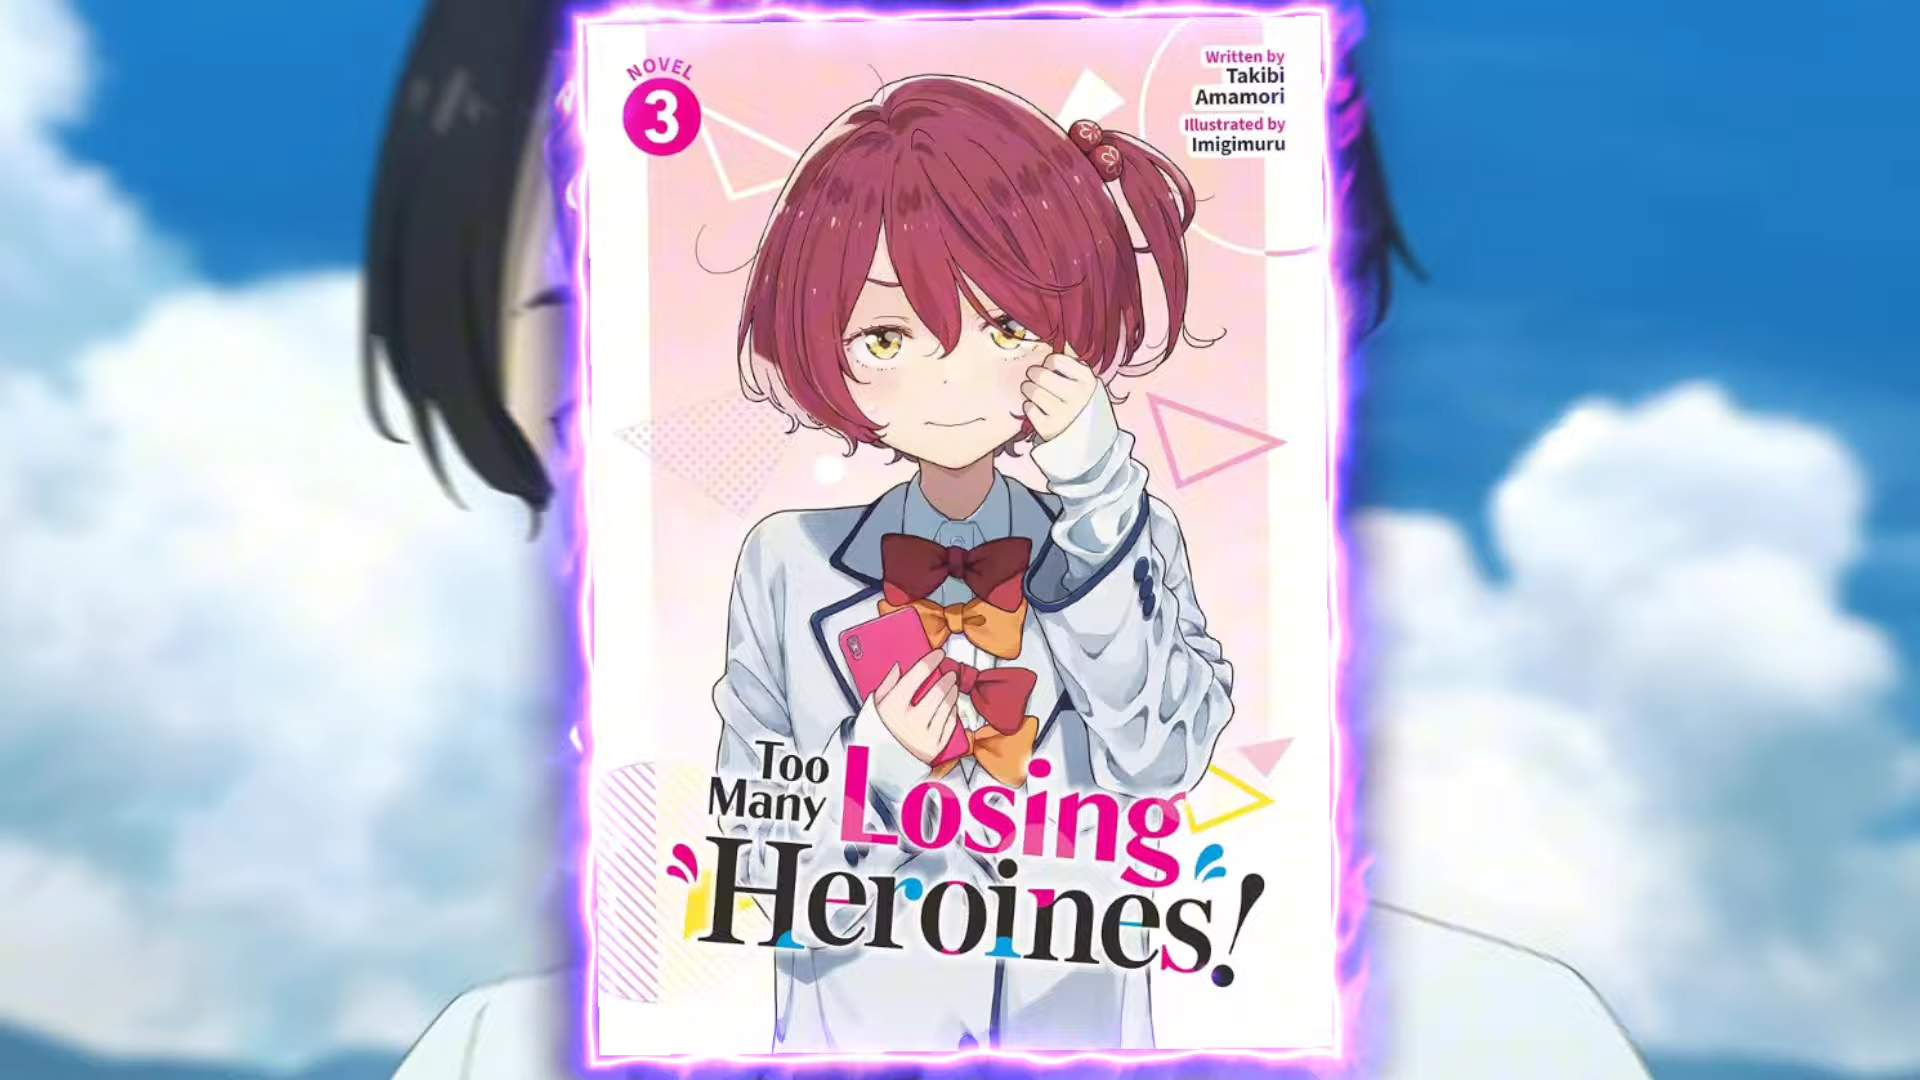 NOVEL
3
Written by
Takibi
Amamori
Illustrated by
Imigimuru
Too
Many Losing
Heroines!